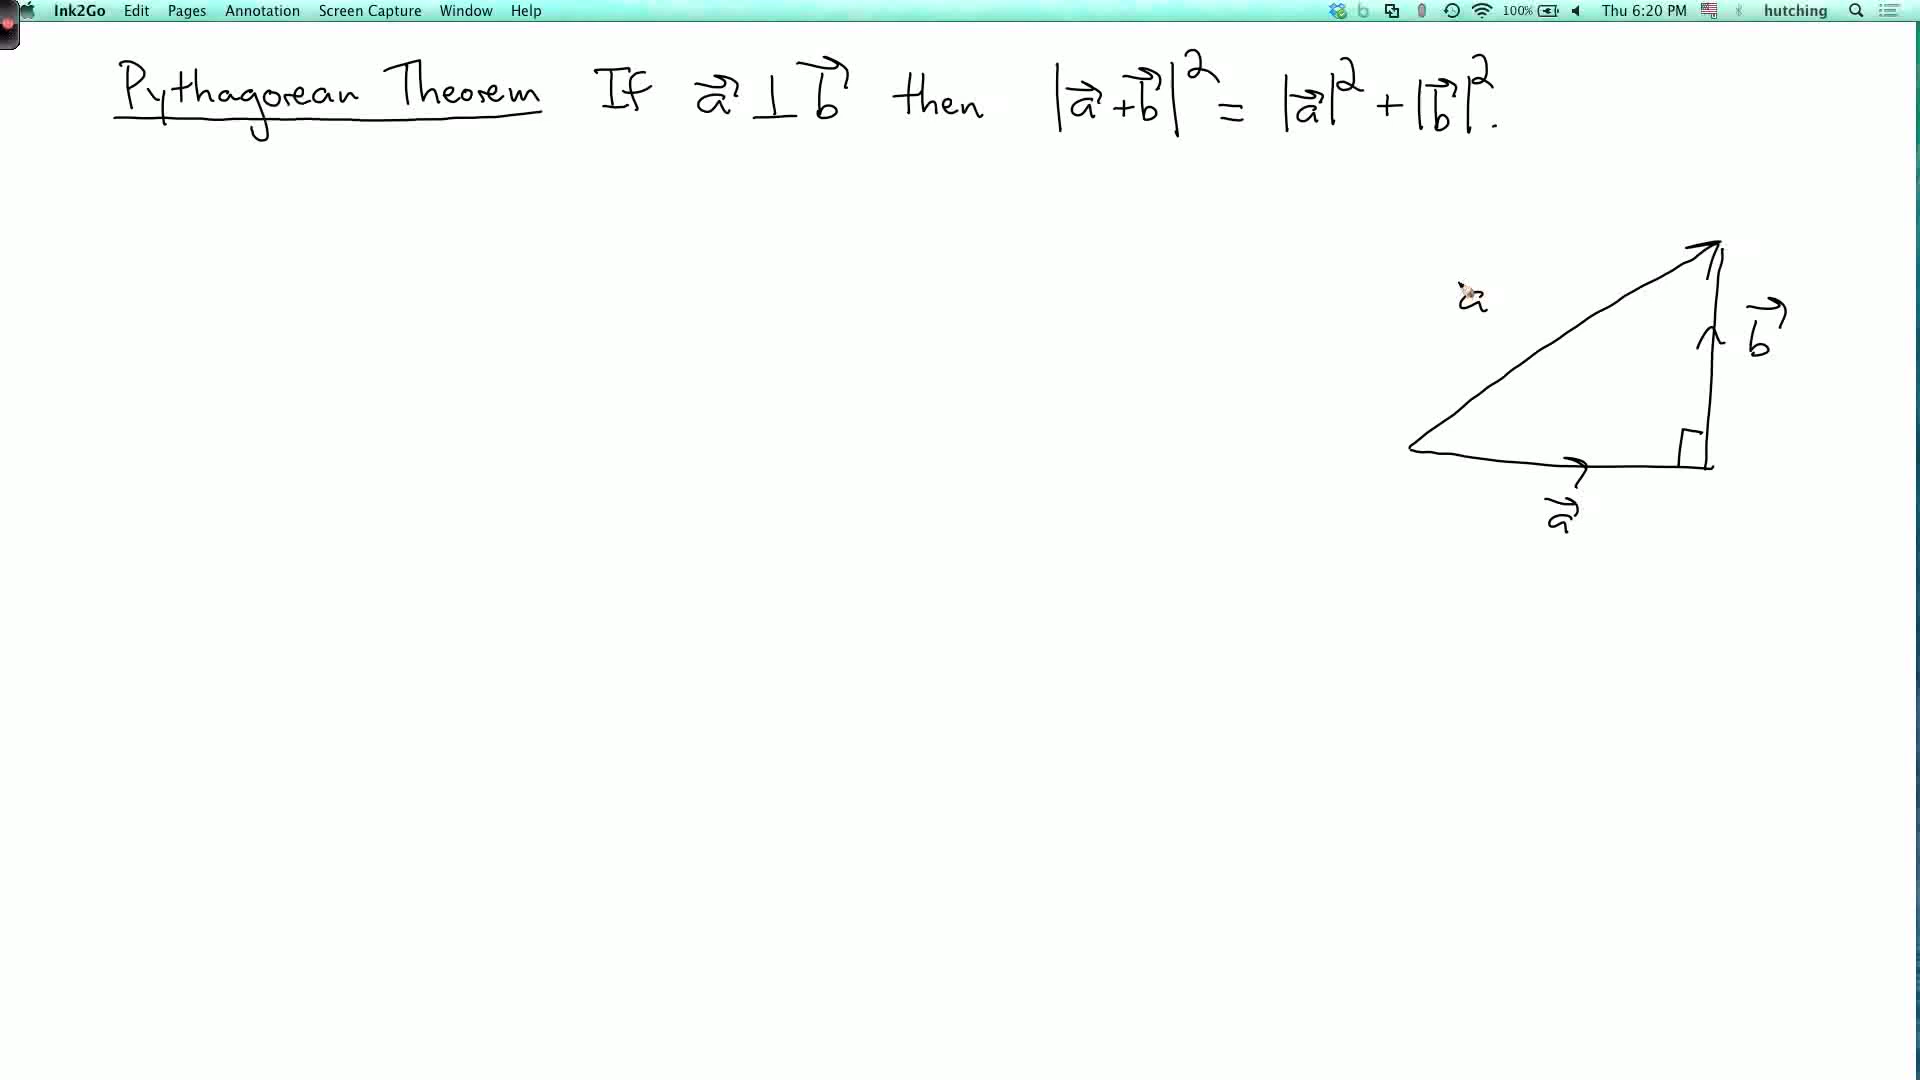 Ink2Go Edit Pages Annotation Screen Capture Window Help 100% Thu 6:20 PM hutching
Pythagorean Theorem If a⃗ ⊥ b⃗ then |a⃗ + b⃗|² = |a⃗|² + |b⃗|².
a
b⃗
a⃗